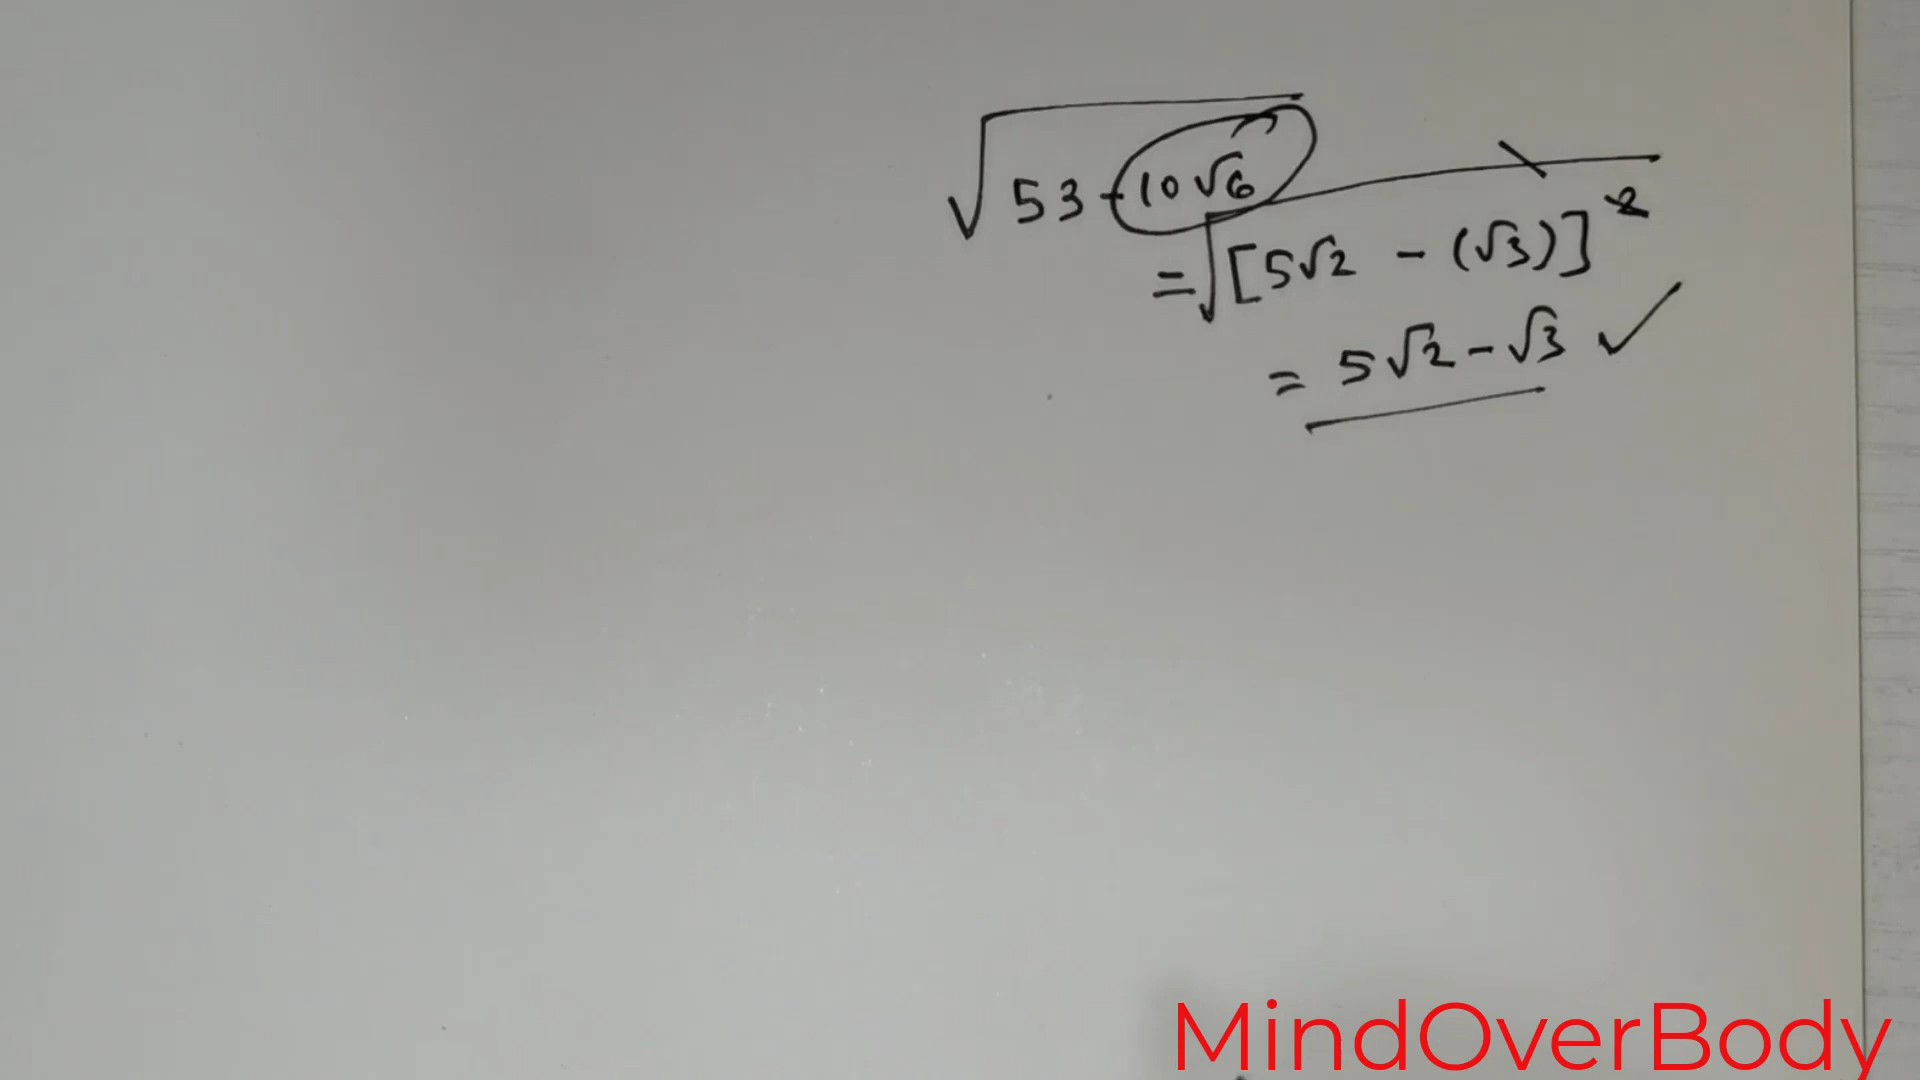 √53-10√6
=√[5√2 - (√3)]²
= 5√2-√3 ✓
MindOverBody